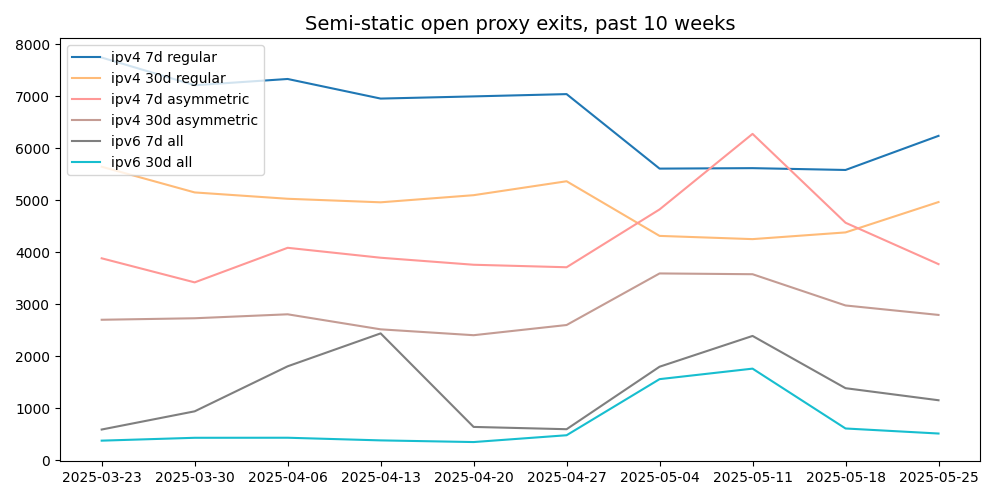 Semi-static open proxy exits, past 10 weeks
8000
7000
6000
5000
4000
3000
2000
1000
0
ipv4 7d regular
ipv4 30d regular
ipv4 7d asymmetric
ipv4 30d asymmetric
ipv6 7d all
ipv6 30d all
2025-03-23 2025-03-30 2025-04-06 2025-04-13 2025-04-20 2025-04-27 2025-05-04 2025-05-11 2025-05-18 2025-05-25